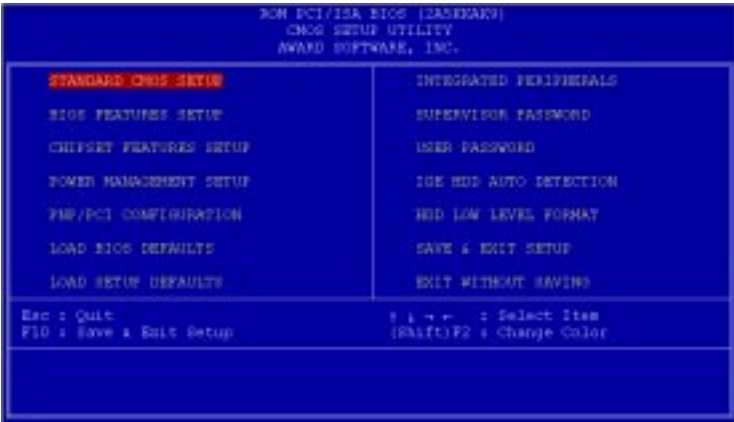 ROM PCI/ISA BIOS (2A5KKAK9)
CMOS SETUP UTILITY
AWARD SOFTWARE, INC.
STANDARD CMOS SETUP
BIOS FEATURES SETUP
CHIPSET FEATURES SETUP
POWER MANAGEMENT SETUP
PNP/PCI CONFIGURATION
LOAD BIOS DEFAULTS
LOAD SETUP DEFAULTS
INTEGRATED PERIPHERALS
SUPERVISOR PASSWORD
USER PASSWORD
IDE HDD AUTO DETECTION
HDD LOW LEVEL FORMAT
SAVE & EXIT SETUP
EXIT WITHOUT SAVING
Esc : Quit
F10 : Save & Exit Setup
↑ ↓ → ← : Select Item
(Shift)F2 : Change Color